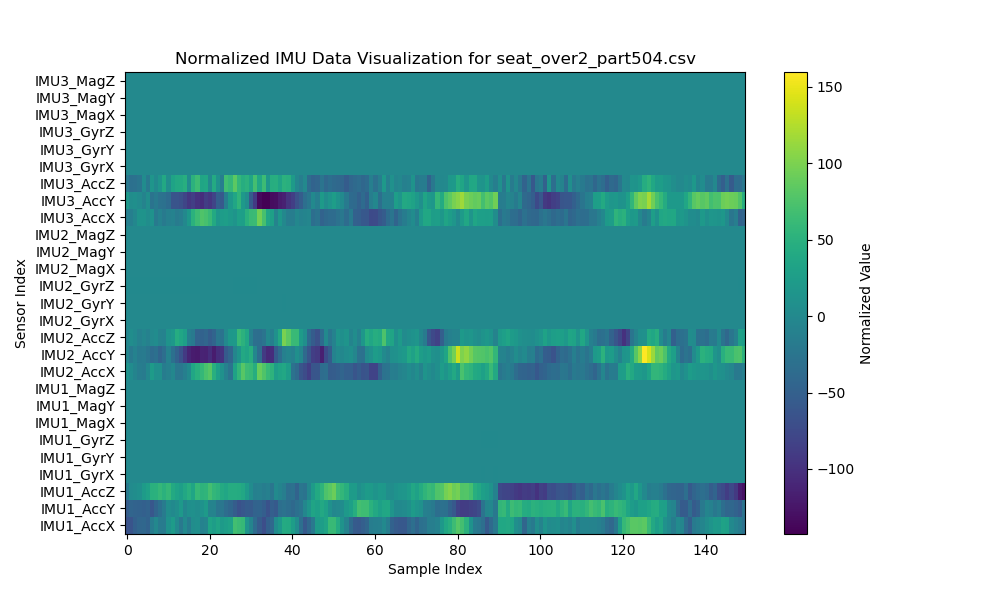 Normalized IMU Data Visualization for seat_over2_part504.csv
Sensor Index
IMU3_MagZ
IMU3_MagY
IMU3_MagX
IMU3_GyrZ
IMU3_GyrY
IMU3_GyrX
IMU3_AccZ
IMU3_AccY
IMU3_AccX
IMU2_MagZ
IMU2_MagY
IMU2_MagX
IMU2_GyrZ
IMU2_GyrY
IMU2_GyrX
IMU2_AccZ
IMU2_AccY
IMU2_AccX
IMU1_MagZ
IMU1_MagY
IMU1_MagX
IMU1_GyrZ
IMU1_GyrY
IMU1_GyrX
IMU1_AccZ
IMU1_AccY
IMU1_AccX
0 20 40 60 80 100 120 140
Sample Index
150
100
50
0
−50
−100
Normalized Value